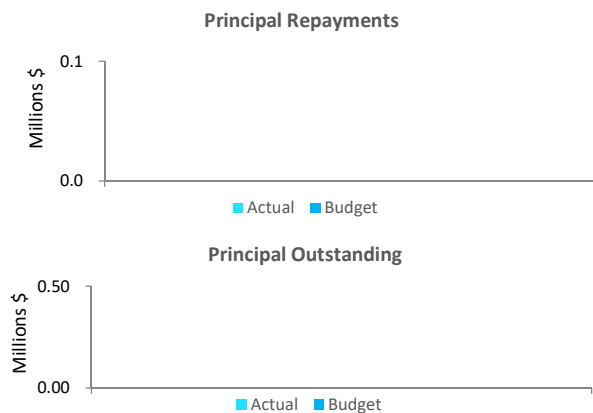 Principal Repayments
0.1
Millions $
0.0
Actual Budget
Principal Outstanding
0.50
Millions $
0.00
Actual Budget